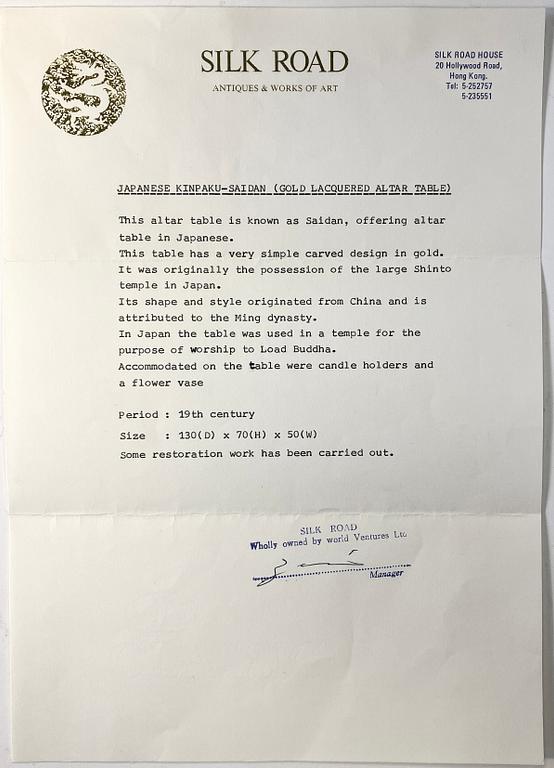 SILK ROAD
ANTIQUES & WORKS OF ART
SILK ROAD HOUSE
20 Hollywood Road,
Hong Kong.
Tel: 5-252757
5-235551
JAPANESE KINPAKU-SAIDAN (GOLD LACQUERED ALTAR TABLE)
This altar table is known as Saidan, offering altar
table in Japanese.
This table has a very simple carved design in gold.
It was originally the possession of the large Shinto
temple in Japan.
Its shape and style originated from China and is
attributed to the Ming dynasty.
In Japan the table was used in a temple for the
purpose of worship to Load Buddha.
Accommodated on the table were candle holders and
a flower vase
Period : 19th century
Size : 130(D) x 70(H) x 50(W)
Some restoration work has been carried out.
SILK ROAD
Wholly owned by world Ventures Ltd
Manager